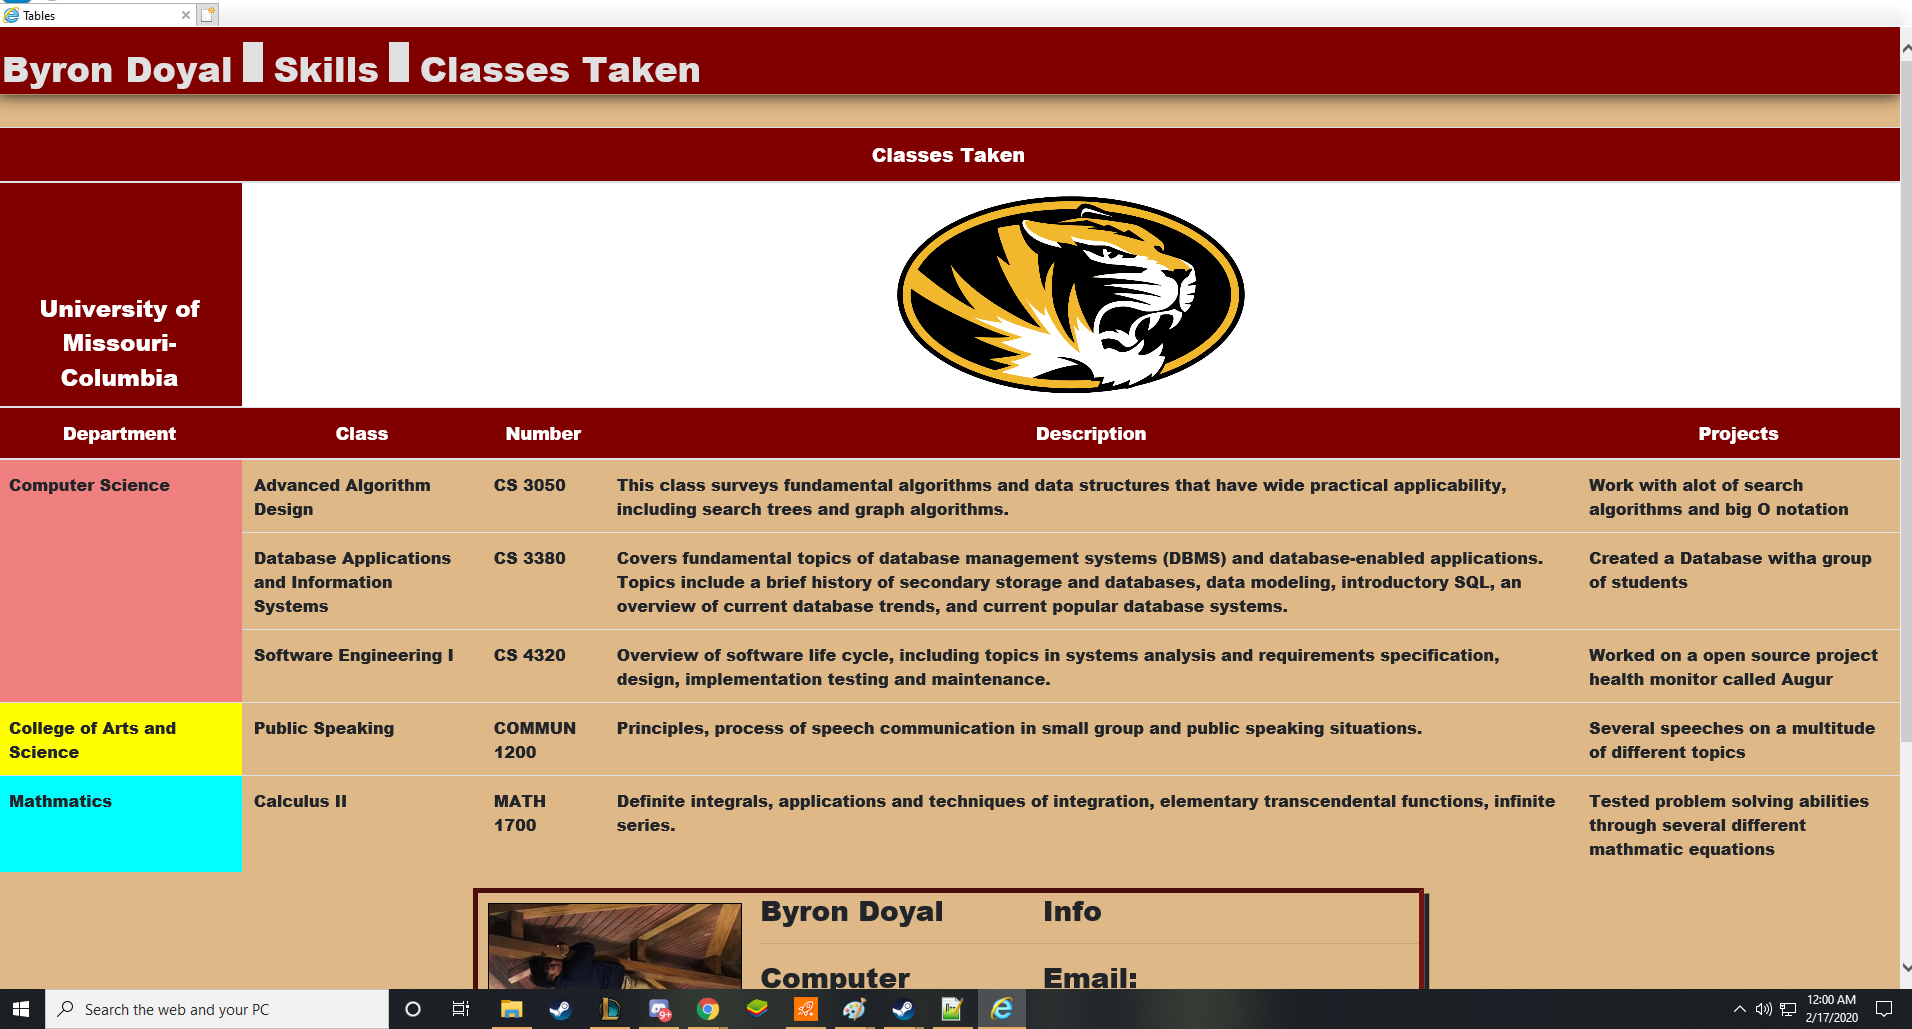 Tables
Byron Doyal Skills Classes Taken
Classes Taken
University of
Missouri-
Columbia
Department Class Number Description Projects
Computer Science
Advanced Algorithm
Design
CS 3050
This class surveys fundamental algorithms and data structures that have wide practical applicability,
including search trees and graph algorithms.
Work with alot of search
algorithms and big O notation
Database Applications
and Information
Systems
CS 3380
Covers fundamental topics of database management systems (DBMS) and database-enabled applications.
Topics include a brief history of secondary storage and databases, data modeling, introductory SQL, an
overview of current database trends, and current popular database systems.
Created a Database witha group
of students
Software Engineering I
CS 4320
Overview of software life cycle, including topics in systems analysis and requirements specification,
design, implementation testing and maintenance.
Worked on a open source project
health monitor called Augur
College of Arts and
Science
Public Speaking
COMMUN
1200
Principles, process of speech communication in small group and public speaking situations.
Several speeches on a multitude
of different topics
Mathmatics
Calculus II
MATH
1700
Definite integrals, applications and techniques of integration, elementary transcendental functions, infinite
series.
Tested problem solving abilities
through several different
mathmatic equations
Byron Doyal
Info
Computer
Email:
Search the web and your PC
9+
12:00 AM
2/17/2020